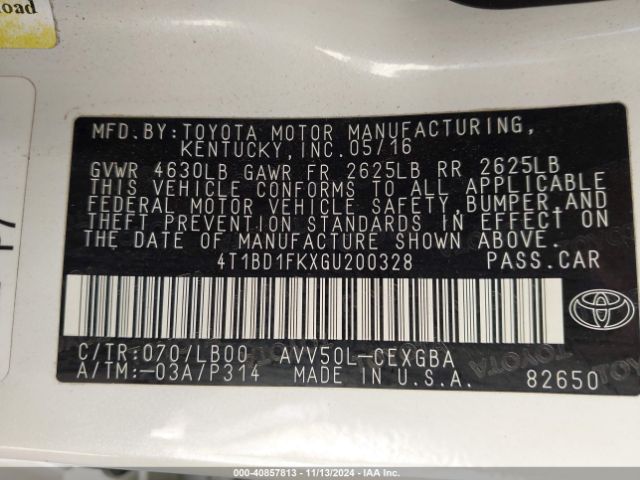 oad
MFD.BY:TOYOTA MOTOR MANUFACTURING,
KENTUCKY,INC.05/16
GVWR 4630LB GAWR FR 2625LB RR 2625LB
THIS VEHICLE CONFORMS TO ALL APPLICABLE
FEDERAL MOTOR VEHICLE SAFETY,BUMPER,AND
THEFT PREVENTION STANDARDS IN EFFECT ON
THE DATE OF MANUFACTURE SHOWN ABOVE.
4T1BD1FKXGU200328 PASS.CAR
C/TR:070/LB00 AVV50L-CEXGBA
A/TM:-03A/P314 MADE IN U.S.A. 82650
000-40857813 - 11/13/2024 - IAA Inc.